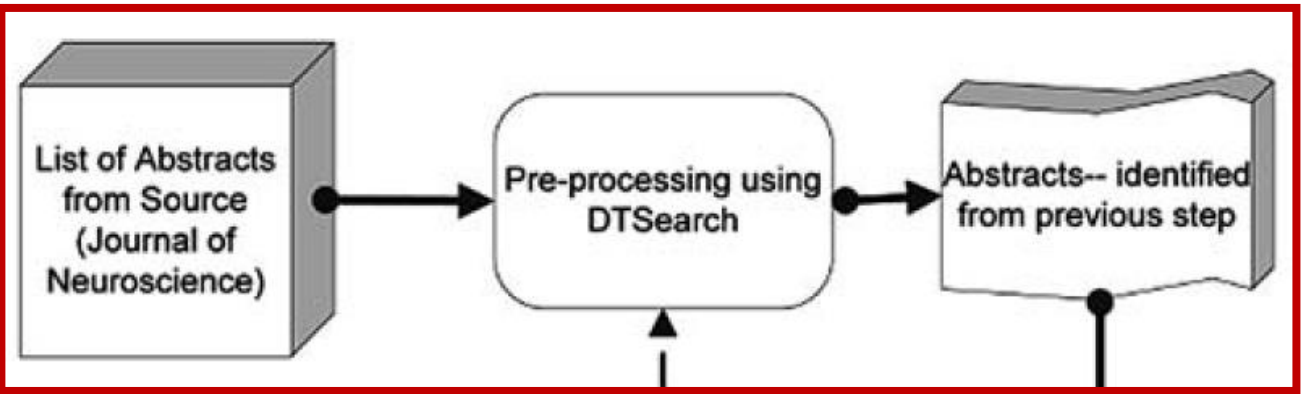 List of Abstracts
from Source
(Journal of
Neuroscience)
Pre-processing using
DTSearch
Abstracts-- identified
from previous step